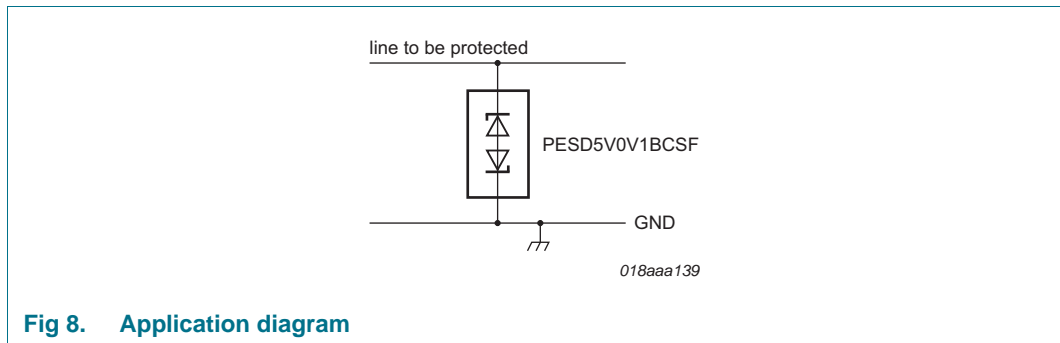 line to be protected
PESD5V0V1BCSF
GND
018aaa139
Fig 8. Application diagram